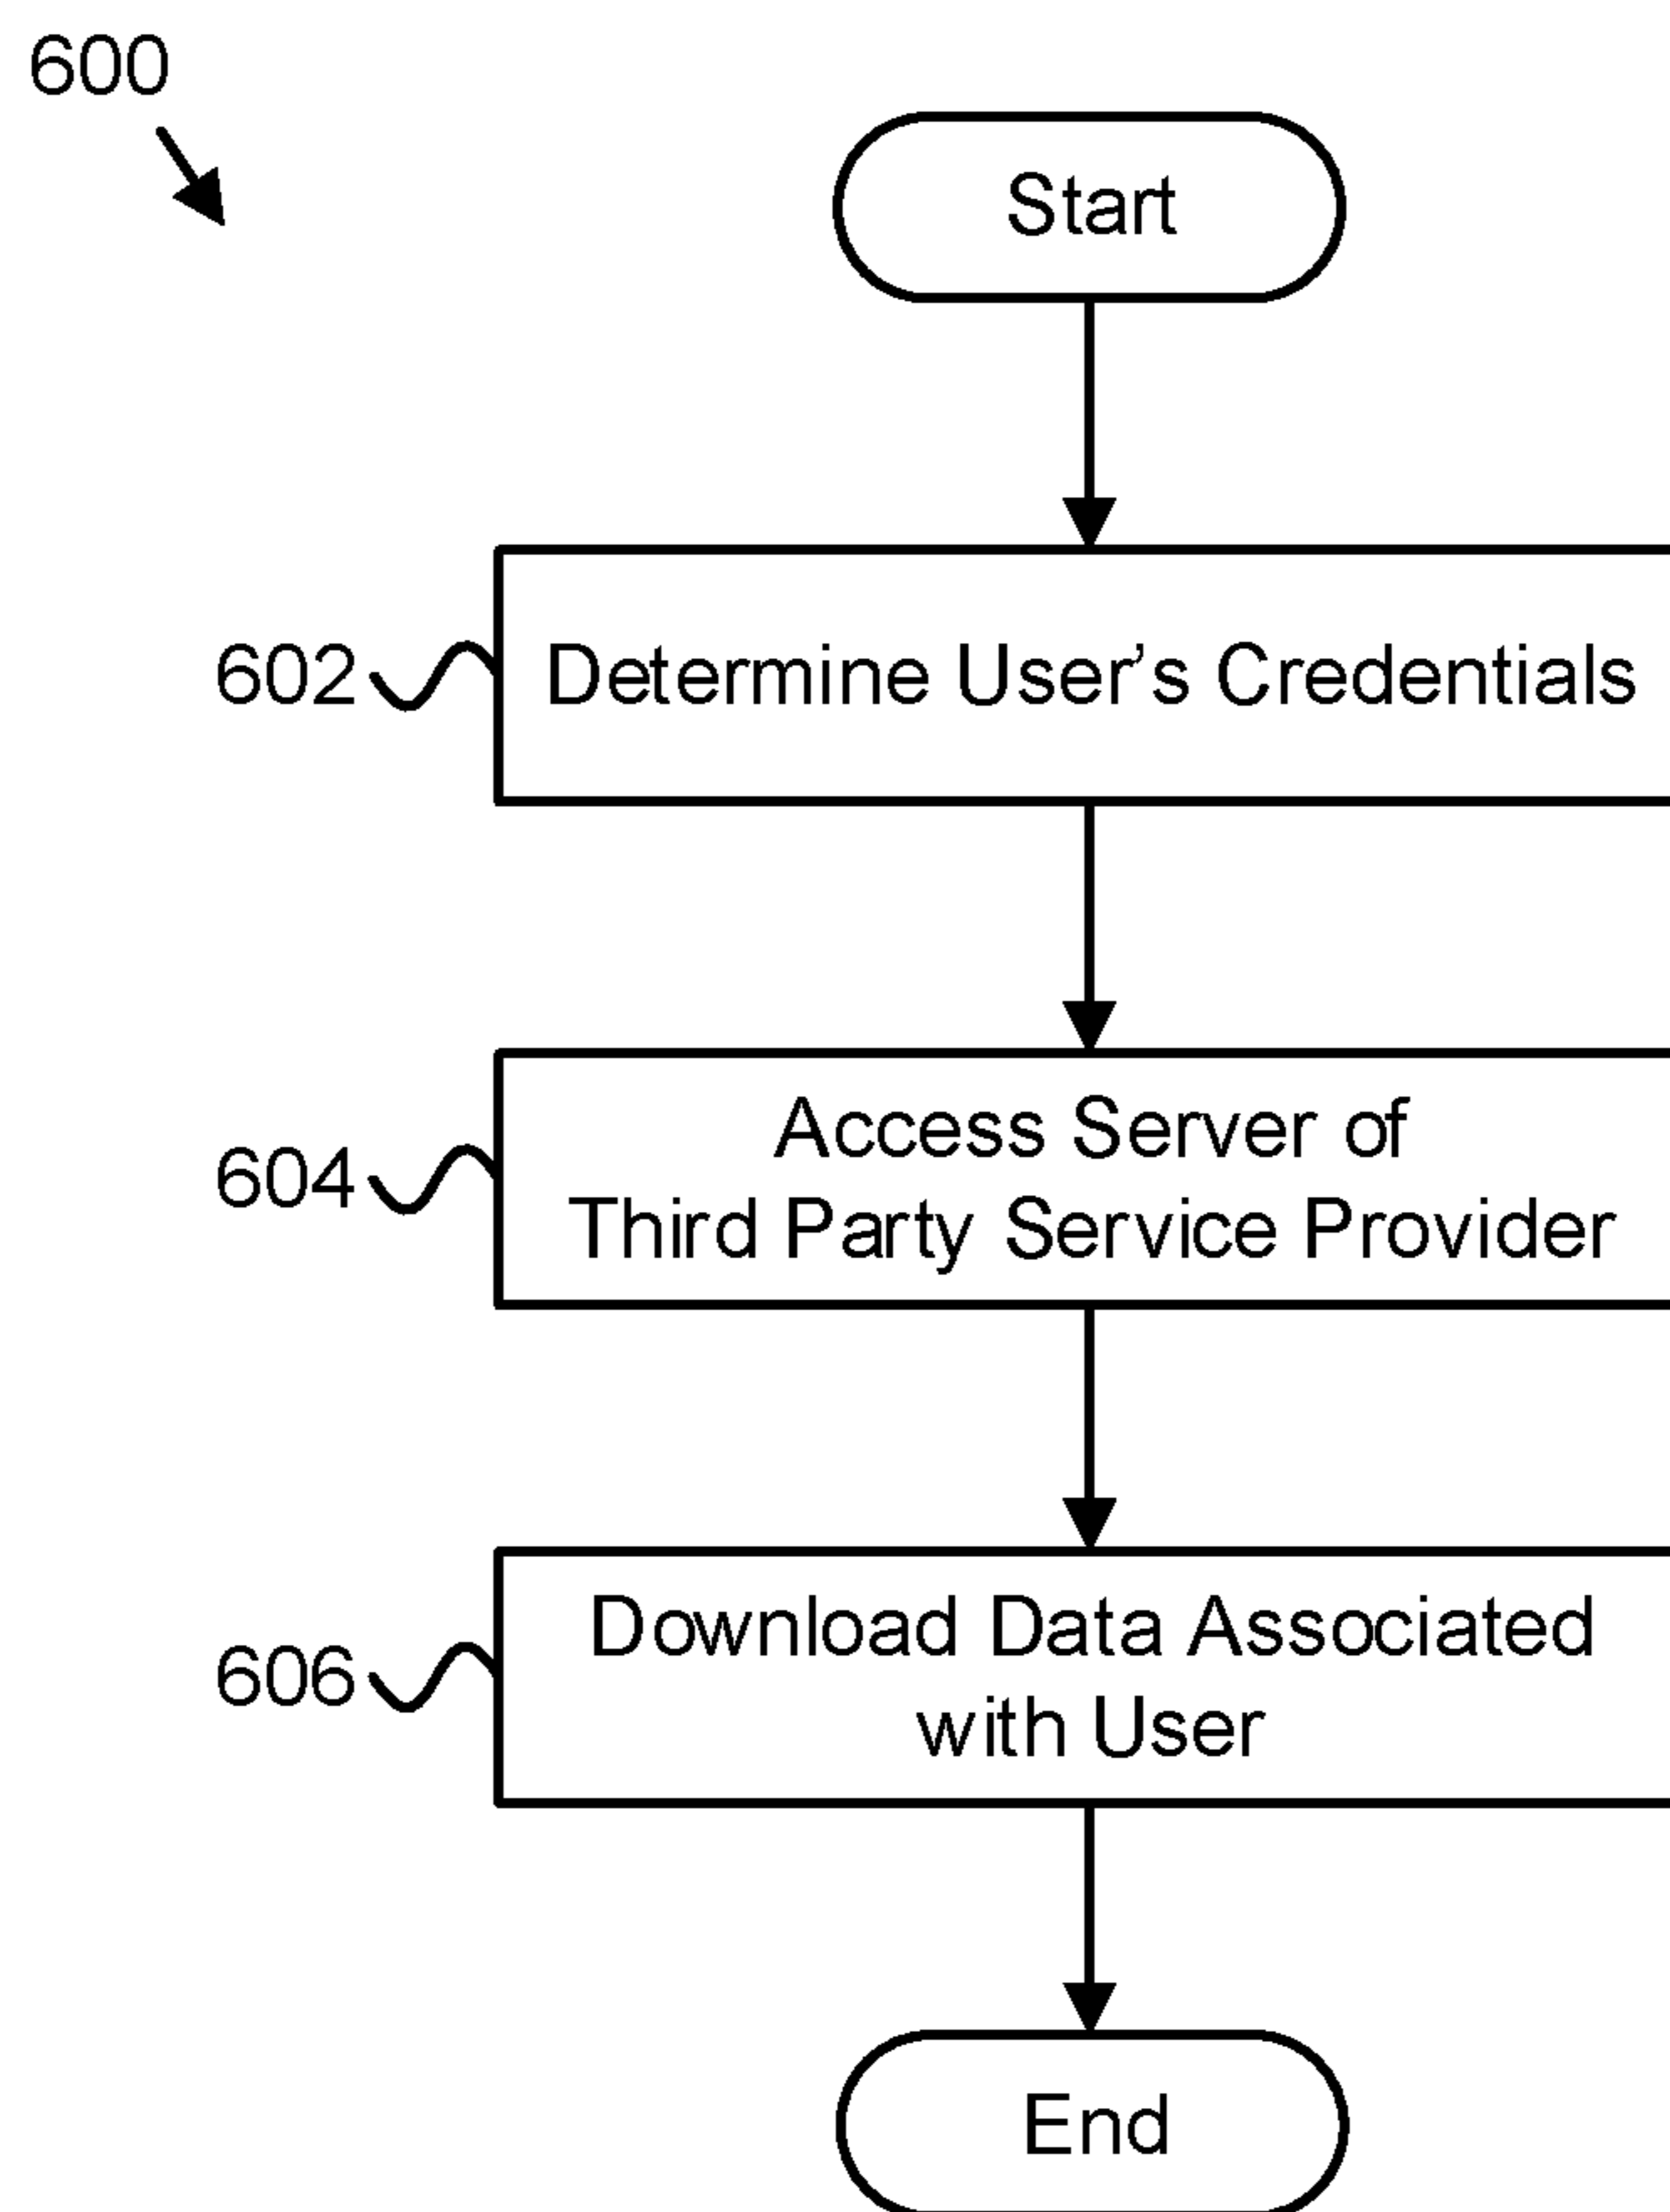 600
Start
602
Determine User's Credentials
604
Access Server of
Third Party Service Provider
606
Download Data Associated
with User
End